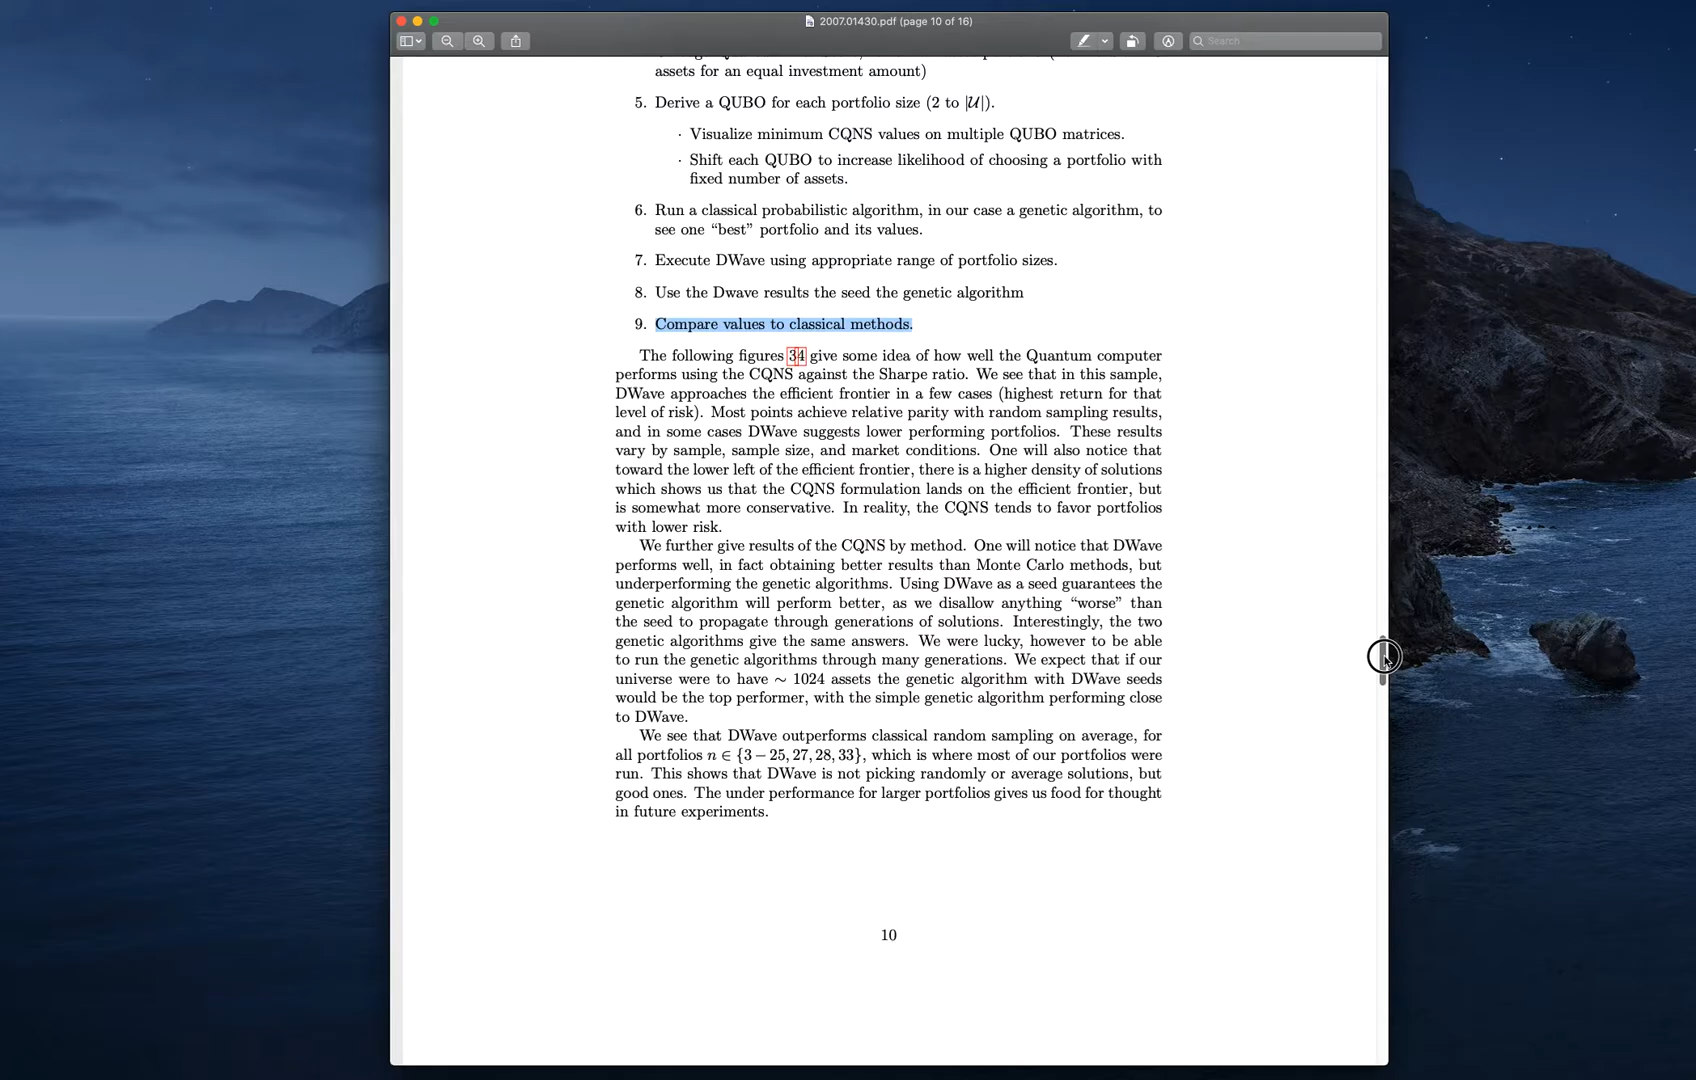 2007.01430.pdf (page 10 of 16)
Search
assets for an equal investment amount)
5. Derive a QUBO for each portfolio size (2 to |𝒰|).
· Visualize minimum CQNS values on multiple QUBO matrices.
· Shift each QUBO to increase likelihood of choosing a portfolio with
fixed number of assets.
6. Run a classical probabilistic algorithm, in our case a genetic algorithm, to
see one “best” portfolio and its values.
7. Execute DWave using appropriate range of portfolio sizes.
8. Use the Dwave results the seed the genetic algorithm
9. Compare values to classical methods.
The following figures 34 give some idea of how well the Quantum computer
performs using the CQNS against the Sharpe ratio. We see that in this sample,
DWave approaches the efficient frontier in a few cases (highest return for that
level of risk). Most points achieve relative parity with random sampling results,
and in some cases DWave suggests lower performing portfolios. These results
vary by sample, sample size, and market conditions. One will also notice that
toward the lower left of the efficient frontier, there is a higher density of solutions
which shows us that the CQNS formulation lands on the efficient frontier, but
is somewhat more conservative. In reality, the CQNS tends to favor portfolios
with lower risk.
We further give results of the CQNS by method. One will notice that DWave
performs well, in fact obtaining better results than Monte Carlo methods, but
underperforming the genetic algorithms. Using DWave as a seed guarantees the
genetic algorithm will perform better, as we disallow anything “worse” than
the seed to propagate through generations of solutions. Interestingly, the two
genetic algorithms give the same answers. We were lucky, however to be able
to run the genetic algorithms through many generations. We expect that if our
universe were to have ∼ 1024 assets the genetic algorithm with DWave seeds
would be the top performer, with the simple genetic algorithm performing close
to DWave.
We see that DWave outperforms classical random sampling on average, for
all portfolios n ∈ {3 − 25, 27, 28, 33}, which is where most of our portfolios were
run. This shows that DWave is not picking randomly or average solutions, but
good ones. The under performance for larger portfolios gives us food for thought
in future experiments.
10